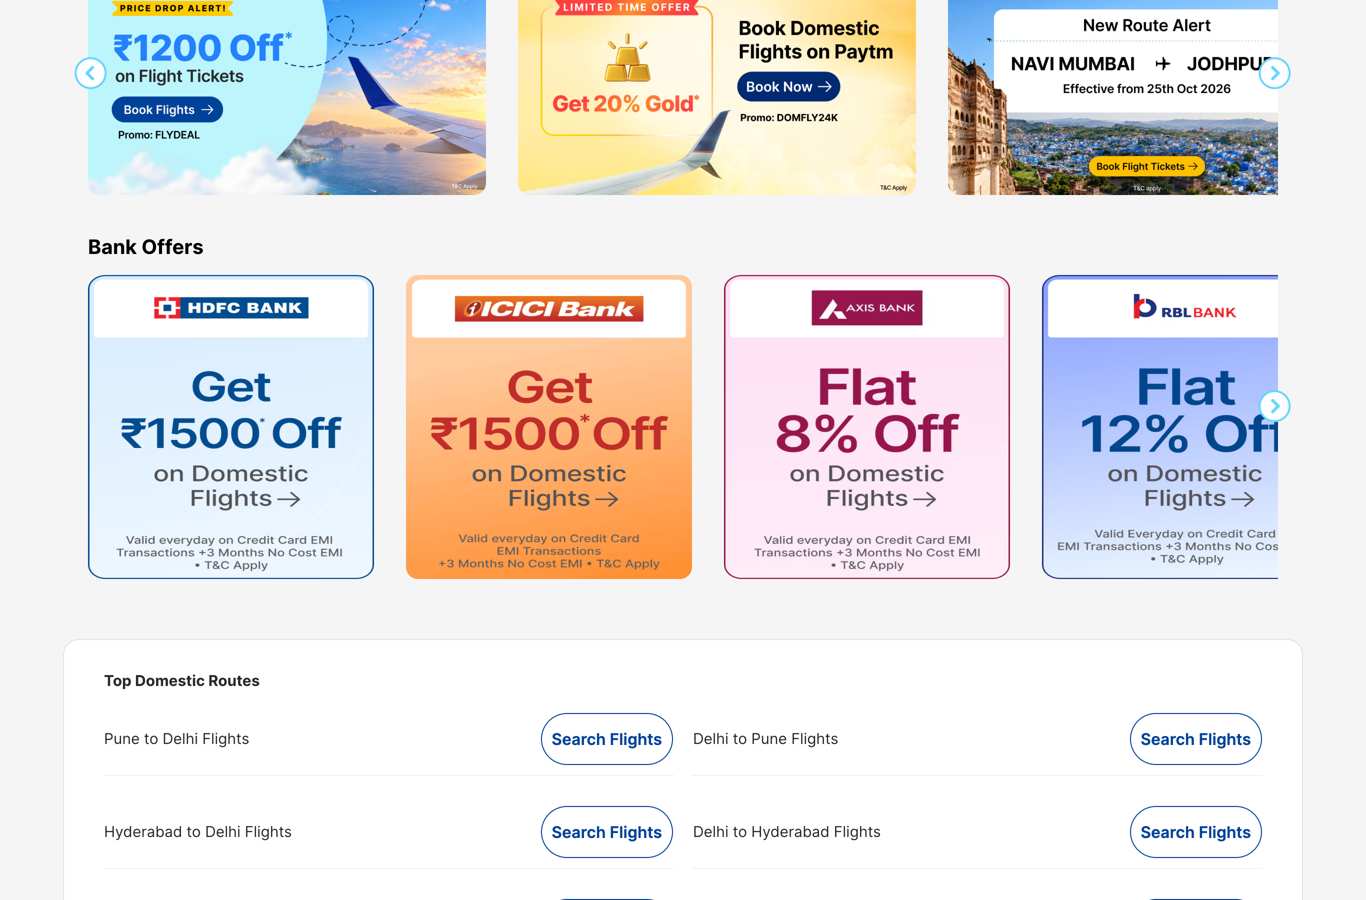 PRICE DROP ALERT!
₹1200 Off*
on Flight Tickets
Book Flights →
Promo: FLYDEAL
T&C Apply
LIMITED TIME OFFER
Get 20% Gold*
Book Domestic
Flights on Paytm
Book Now →
Promo: DOMFLY24K
T&C Apply
New Route Alert
NAVI MUMBAI ✈ JODHPUR
Effective from 25th Oct 2026
Book Flight Tickets →
T&C apply
Bank Offers
HDFC BANK
Get
₹1500* Off
on Domestic
Flights →
Valid everyday on Credit Card EMI
Transactions +3 Months No Cost EMI
• T&C Apply
ICICI Bank
Get
₹1500* Off
on Domestic
Flights →
Valid everyday on Credit Card
EMI Transactions
+3 Months No Cost EMI • T&C Apply
AXIS BANK
Flat
8% Off
on Domestic
Flights →
Valid everyday on Credit Card EMI
Transactions +3 Months No Cost EMI
• T&C Apply
RBL BANK
Flat
12% Off
on Domestic
Flights →
Valid Everyday on Credit Card
EMI Transactions +3 Months No Cos
• T&C Apply
Top Domestic Routes
Pune to Delhi Flights
Search Flights
Delhi to Pune Flights
Search Flights
Hyderabad to Delhi Flights
Search Flights
Delhi to Hyderabad Flights
Search Flights